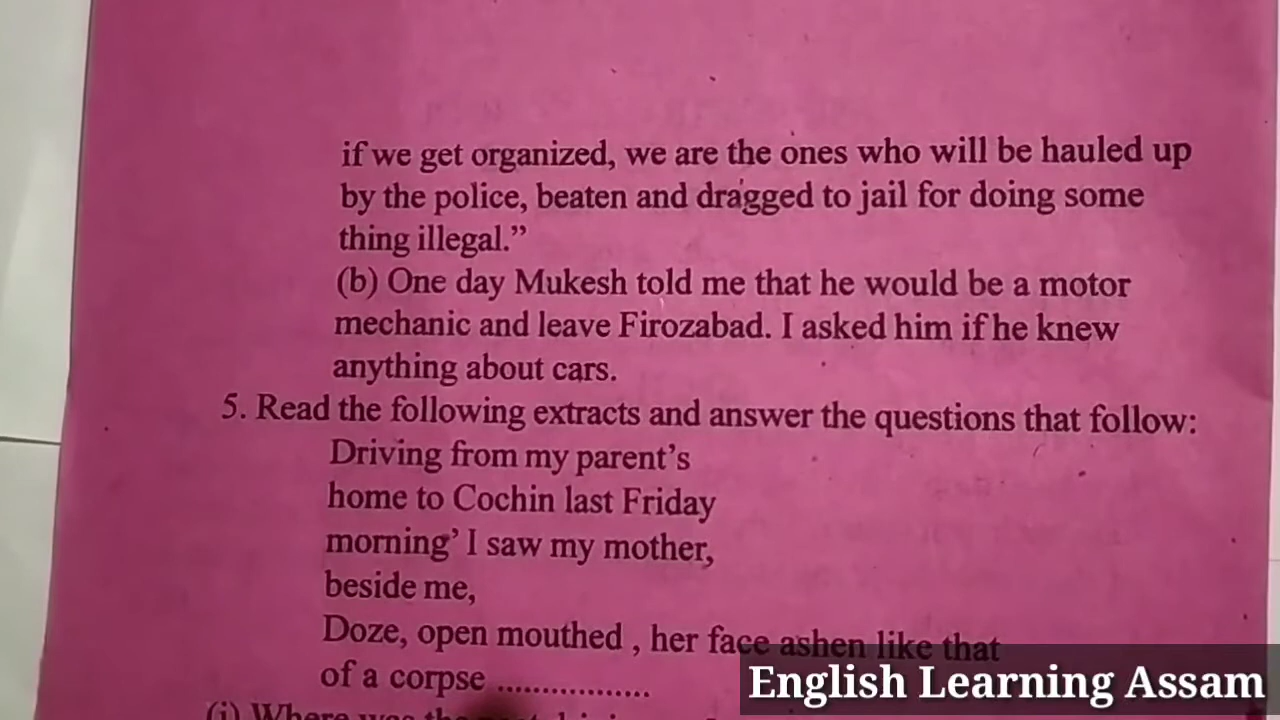 if we get organized, we are the ones who will be hauled up
by the police, beaten and dragged to jail for doing some
thing illegal.”
(b) One day Mukesh told me that he would be a motor
mechanic and leave Firozabad. I asked him if he knew
anything about cars.
5. Read the following extracts and answer the questions that follow:
Driving from my parent’s
home to Cochin last Friday
morning’ I saw my mother,
beside me,
Doze, open mouthed , her face ashen like that
of a corpse .................
(i) Where was the
English Learning Assam